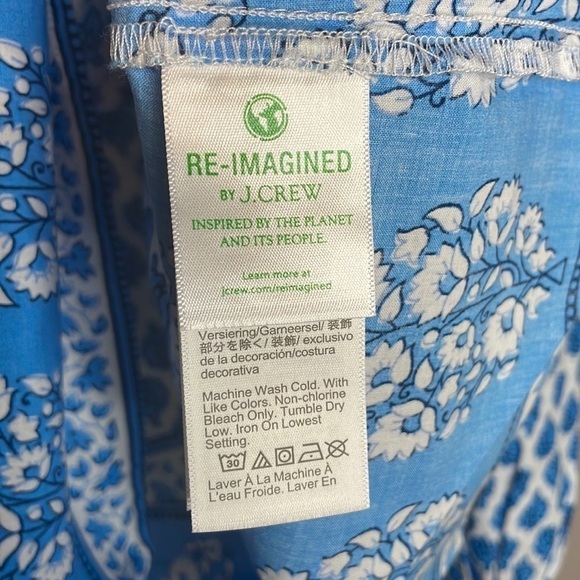 RE-IMAGINED
BY J.CREW
INSPIRED BY THE PLANET
AND ITS PEOPLE.
Learn more at
jcrew.com/reimagined
Versiering/Garneersel/ 装飾
部分を除く/ 装飾/ exclusivo
de la decoración/costura
decorativa
Machine Wash Cold. With
Like Colors. Non-chlorine
Bleach Only. Tumble Dry
Low. Iron On Lowest
Setting.
30
Laver À La Machine À
L'eau Froide. Laver En